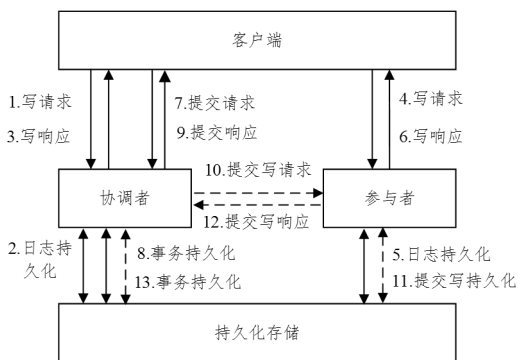 客户端
1.写请求
3.写响应
7.提交请求
9.提交响应
4.写请求
6.写响应
10.提交写请求
协调者
参与者
12.提交写响应
2.日志持
久化
8.事务持久化
13.事务持久化
5.日志持久化
11.提交写持久化
持久化存储